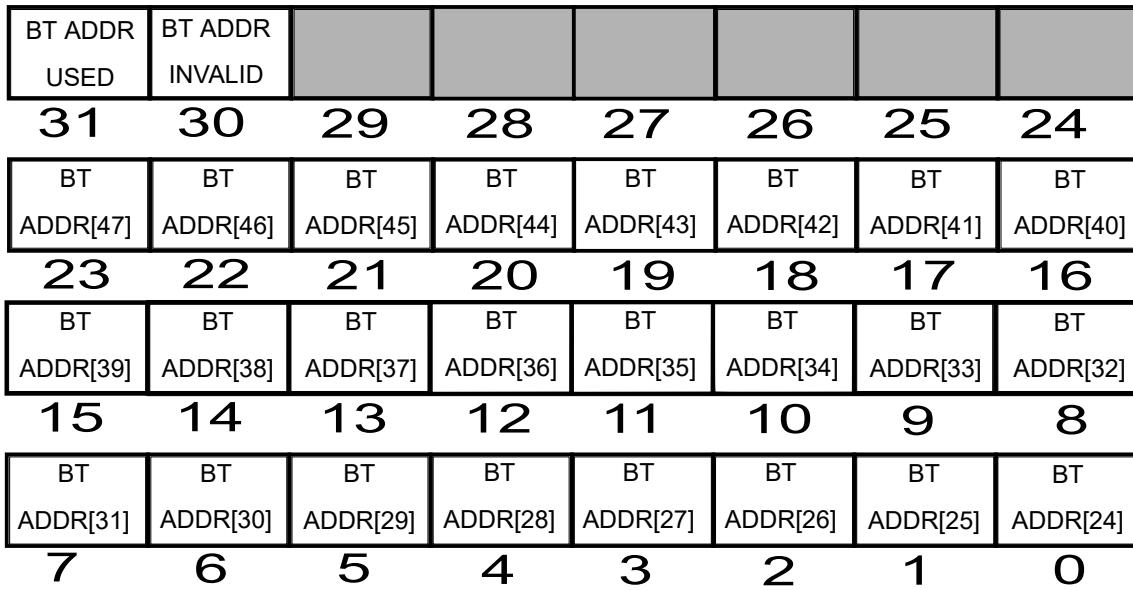 BT ADDR BT ADDR
USED INVALID
31 30 29 28 27 26 25 24
BT BT BT BT BT BT BT BT
ADDR[47] ADDR[46] ADDR[45] ADDR[44] ADDR[43] ADDR[42] ADDR[41] ADDR[40]
23 22 21 20 19 18 17 16
BT BT BT BT BT BT BT BT
ADDR[39] ADDR[38] ADDR[37] ADDR[36] ADDR[35] ADDR[34] ADDR[33] ADDR[32]
15 14 13 12 11 10 9 8
BT BT BT BT BT BT BT BT
ADDR[31] ADDR[30] ADDR[29] ADDR[28] ADDR[27] ADDR[26] ADDR[25] ADDR[24]
7 6 5 4 3 2 1 0